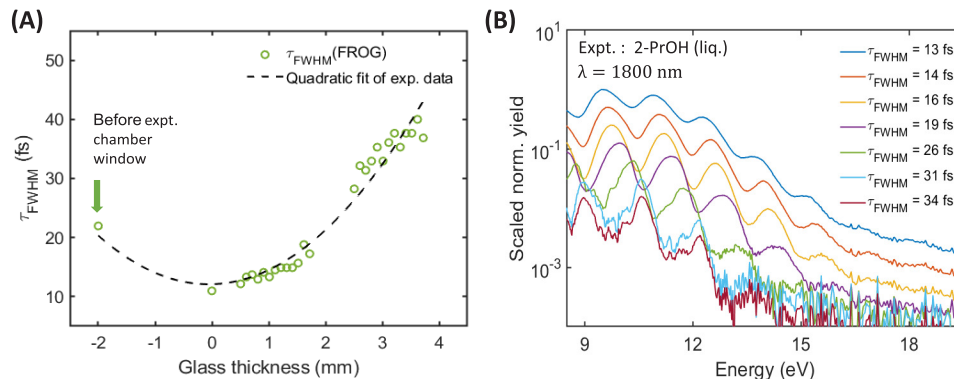 (A)
50
40
30
20
10
τFWHM (fs)
τFWHM(FROG)
Quadratic fit of exp. data
Before expt.
chamber
window
-2
-1
0
1
2
3
4
Glass thickness (mm)
(B)
10¹
10⁻¹
10⁻³
Scaled norm. yield
Expt. : 2-PrOH (liq.)
λ = 1800 nm
τFWHM = 13 fs
τFWHM = 14 fs
τFWHM = 16 fs
τFWHM = 19 fs
τFWHM = 26 fs
τFWHM = 31 fs
τFWHM = 34 fs
9
12
15
18
Energy (eV)